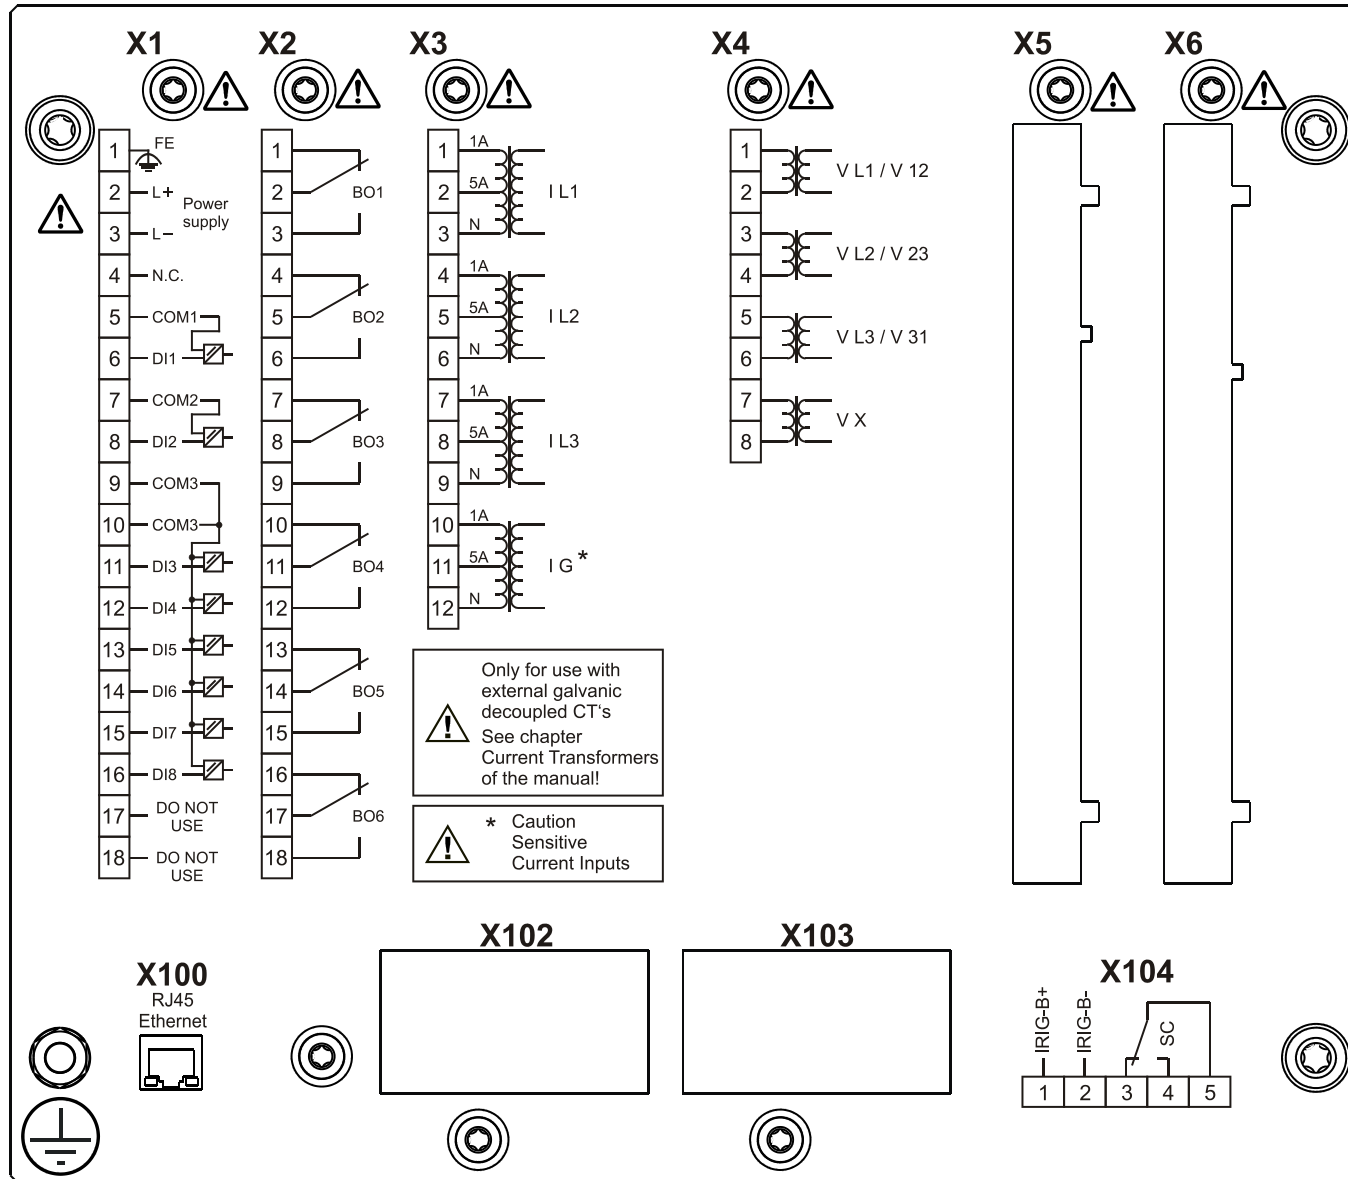 X1
X2
X3
X4
X5
X6
1
FE
2
L+
Power
supply
3
L-
4
N.C.
5
COM1
6
DI1
7
COM2
8
DI2
9
COM3
10
COM3
11
DI3
12
DI4
13
DI5
14
DI6
15
DI7
16
DI8
17
DO NOT
USE
18
DO NOT
USE
1
2
BO1
3
4
5
BO2
6
7
8
BO3
9
10
11
BO4
12
13
14
BO5
15
16
17
BO6
18
1
1A
2
5A
I L1
3
N
4
1A
5
5A
I L2
6
N
7
1A
8
5A
I L3
9
N
10
1A
11
5A
I G *
12
N
Only for use with
external galvanic
decoupled CT's
See chapter
Current Transformers
of the manual!
* Caution
Sensitive
Current Inputs
1
V L1 / V 12
2
3
V L2 / V 23
4
5
V L3 / V 31
6
7
V X
8
X100
RJ45
Ethernet
X102
X103
X104
IRIG-B+
IRIG-B-
SC
1 2 3 4 5